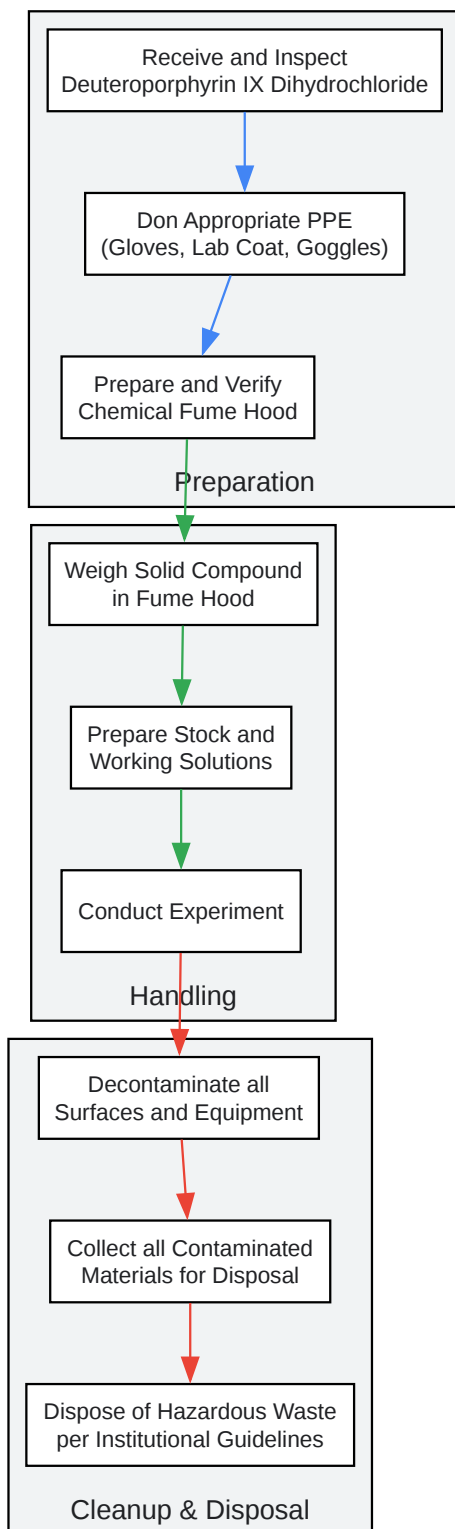 Receive and Inspect
Deuteroporphyrin IX Dihydrochloride
Don Appropriate PPE
(Gloves, Lab Coat, Goggles)
Prepare and Verify
Chemical Fume Hood
Preparation
Weigh Solid Compound
in Fume Hood
Prepare Stock and
Working Solutions
Conduct Experiment
Handling
Decontaminate all
Surfaces and Equipment
Collect all Contaminated
Materials for Disposal
Dispose of Hazardous Waste
per Institutional Guidelines
Cleanup & Disposal